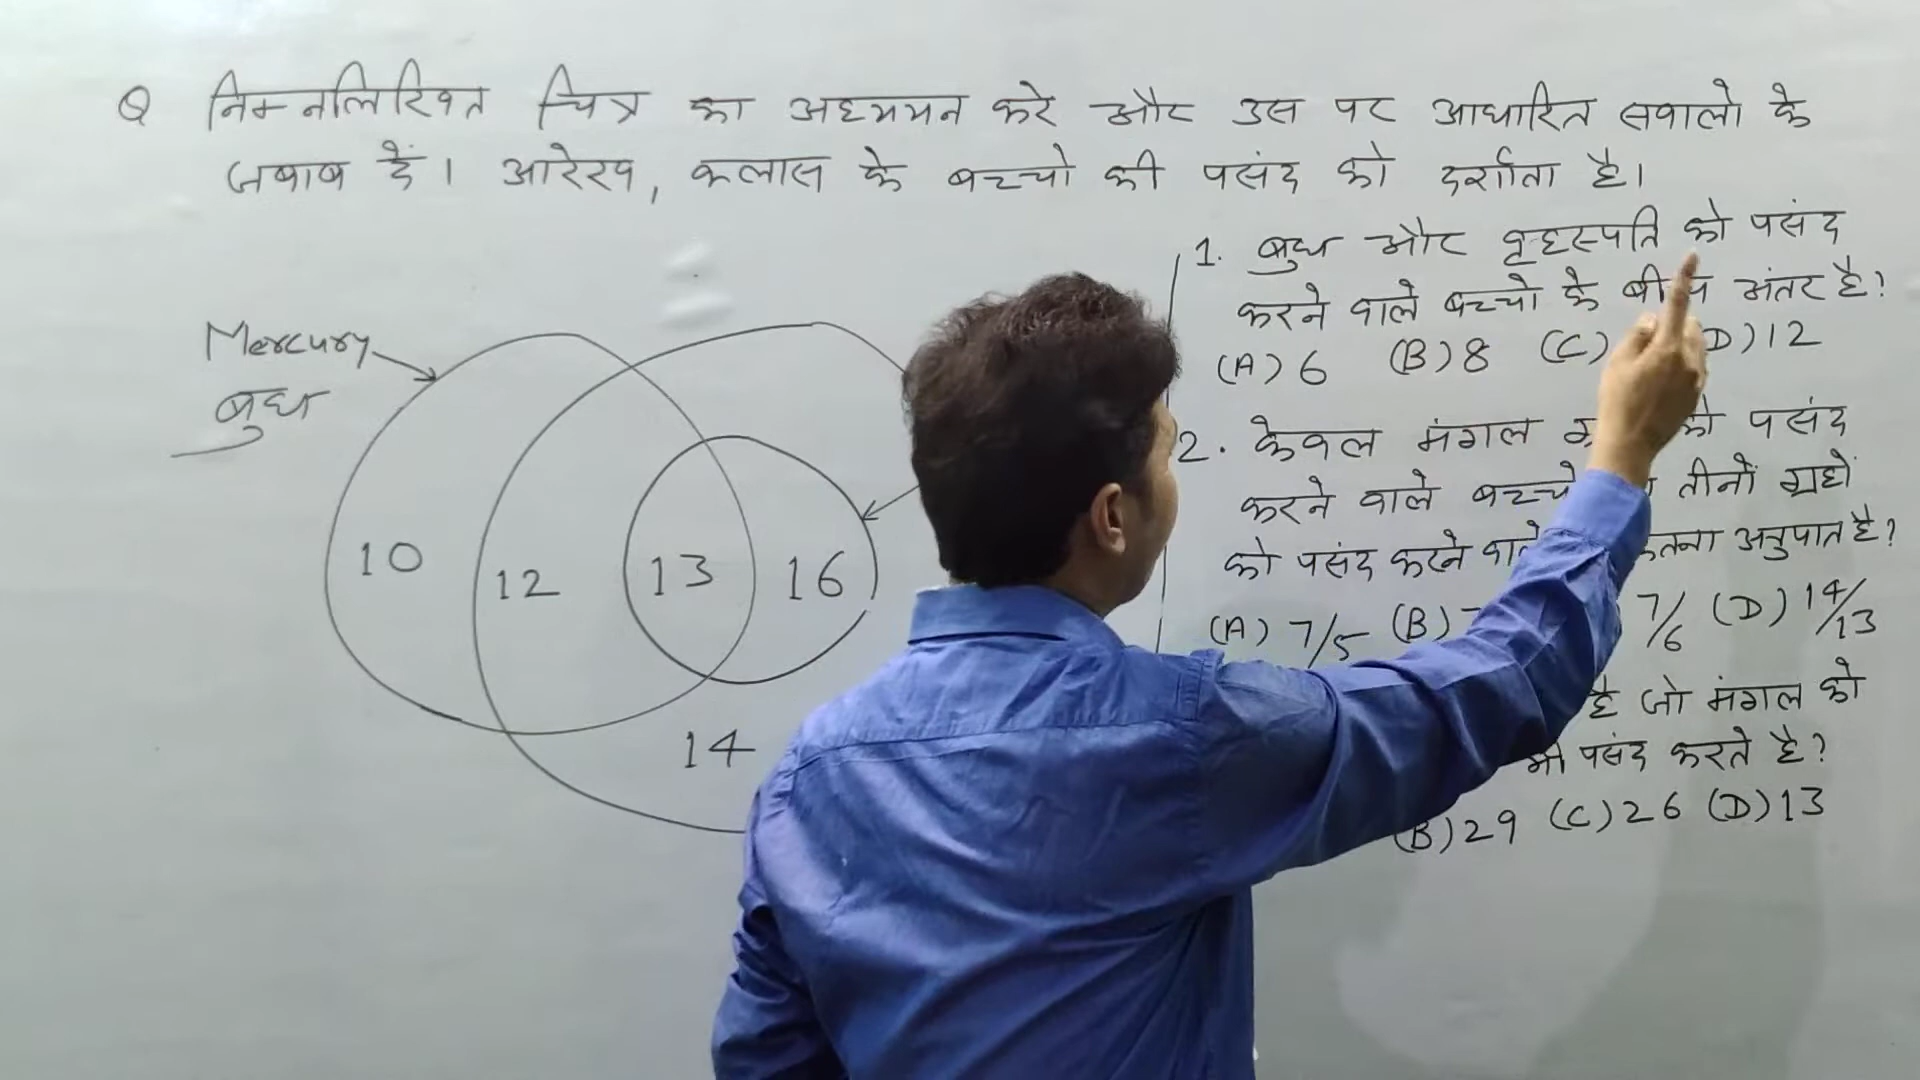 Q निम्नलिखित चित्र का अध्ययन करे और उस पर आधारित सवालो के
जवाब दें। आरेख, कलास के बच्चो की पसंद को दर्शाता है।
1. बुध और वृहस्पति को पसंद
करने वाले बच्चो के अंतर है?
(A) 6 (B) 8 (C) D) 12
2. केवल मंगल को पसंद
करने वाले बच्चो तीनों ग्रहों
को पसंद करने वाले अनुपात है?
(A) 7/5 (B) 7/6 (D) 14/13
है जो मंगल को
पसंद करते है?
(B) 29 (C) 26 (D) 13
Mercury
बुध
10
12
13
16
14